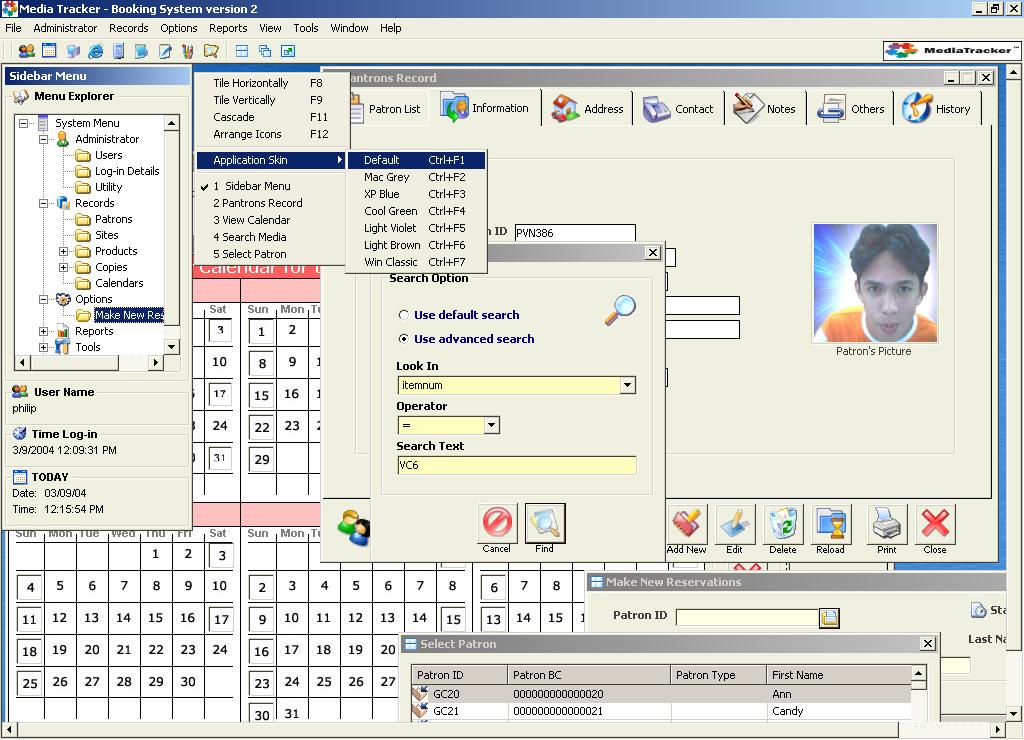 Media Tracker - Booking System version 2
File Administrator Records Options Reports View Tools Window Help
MediaTracker™
Sidebar Menu
Menu Explorer
System Menu
Administrator
Users
Log-in Details
Utility
Records
Patrons
Sites
Products
Copies
Calendars
Options
Make New Res
Reports
Tools
User Name
philip
Time Log-in
3/9/2004 12:09:31 PM
TODAY
Date: 03/09/04
Time: 12:15:54 PM
Tile Horizontally F8
Tile Vertically F9
Cascade F11
Arrange Icons F12
Application Skin
1 Sidebar Menu
2 Pantrons Record
3 View Calendar
4 Search Media
5 Select Patron
Default Ctrl+F1
Mac Grey Ctrl+F2
XP Blue Ctrl+F3
Cool Green Ctrl+F4
Light Violet Ctrl+F5
Light Brown Ctrl+F6
Win Classic Ctrl+F7
antrons Record
Patron List Information Address Contact Notes Others History
ID PVN386
Patron's Picture
Search Option
Use default search
Use advanced search
Look In
itemnum
Operator
=
Search Text
VC6
Cancel Find
Add New Edit Delete Reload Print Close
Calendar for
Sat Sun Mon
3 1 2
10 8 9
17 15 16
24 22 23
31 29
Sun Mon Tue Wed Thu Fri Sat
1 2 3
4 5 6 7 8 9 10 2 3 4 5 6 7 8 6 7 8
11 12 13 14 15 16 17 9 10 11 12 13 14 15 13 14 15
18 19 20 21 22 23 24 16 17 18 19 20
25 26 27 28 29 30 23 24 25 26 27
30 31
Make New Reservations
Patron ID
Sta
Last Na
Select Patron
Patron ID Patron BC Patron Type First Name
GC20 000000000000020 Ann
GC21 000000000000021 Candy